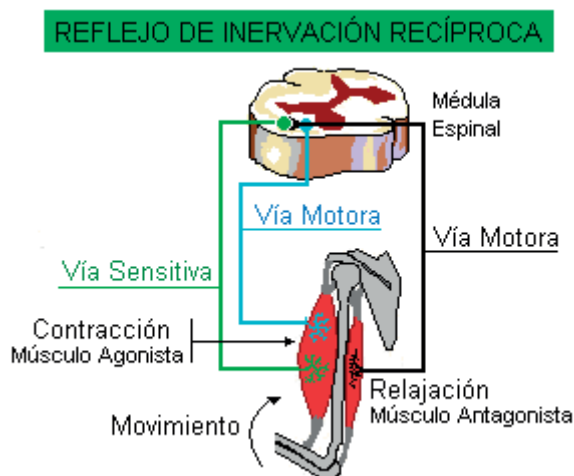 REFLEJO DE INERVACIÓN RECÍPROCA
Médula
Espinal
Vía Motora
Vía Motora
Vía Sensitiva
Contracción
Músculo Agonista
Relajación
Músculo Antagonista
Movimiento